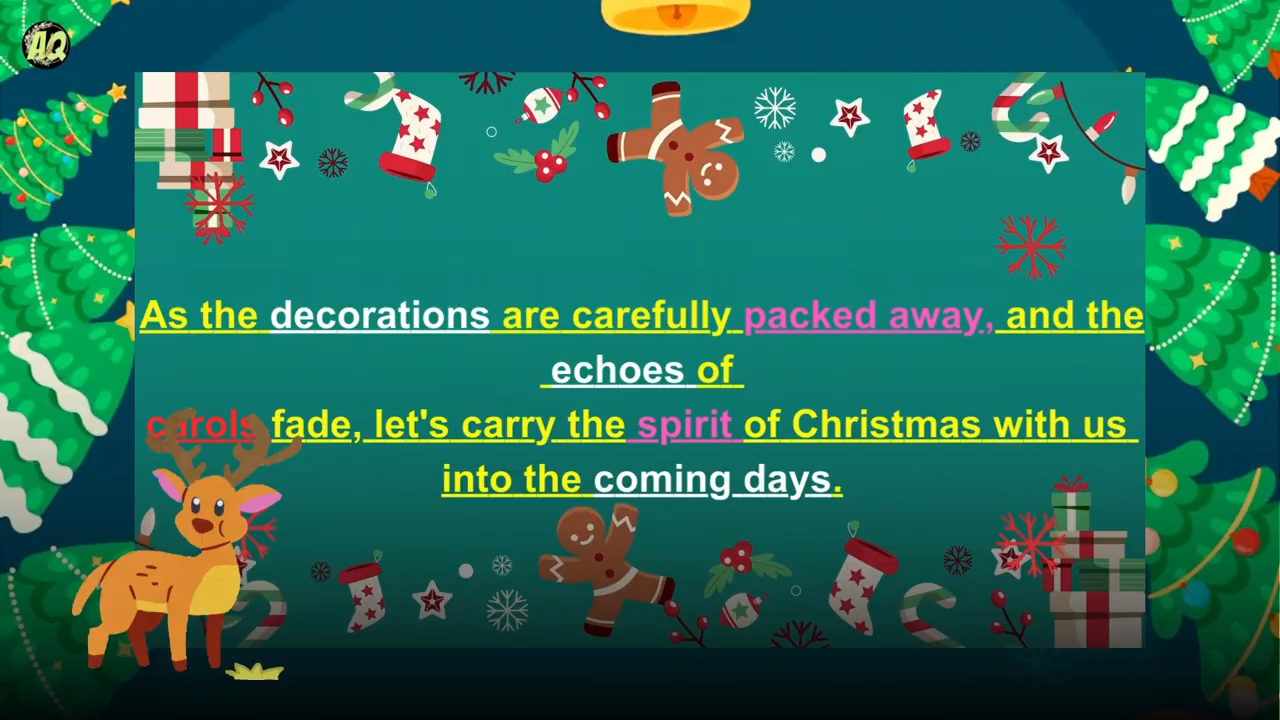 AQ
As the decorations are carefully packed away, and the
echoes of
carols fade, let's carry the spirit of Christmas with us
into the coming days.